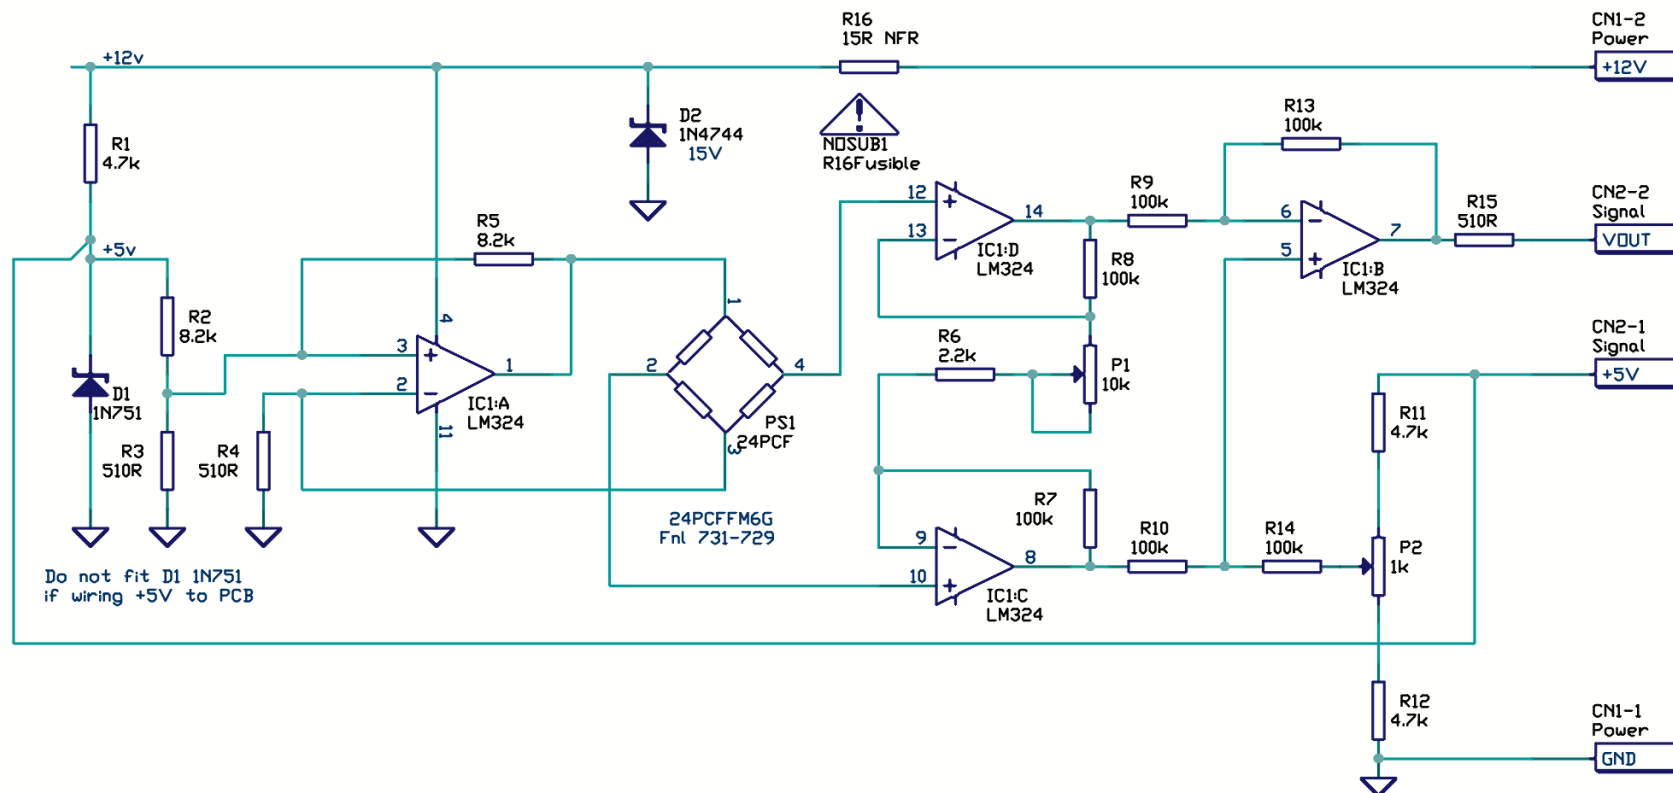 R16
15R NFR
CN1-2
Power
+12V
+12v
NOSUB1
R16Fusible
D2
1N4744
15V
R1
4.7k
+5v
R5
8.2k
R2
8.2k
D1
1N751
R3
510R
R4
510R
4
3
+
2
−
1
11
IC1:A
LM324
1
2
4
3
PS1
24PCF
24PCFFM6G
Fnl 731-729
Do not fit D1 1N751
if wiring +5V to PCB
12
+
13
−
14
IC1:D
LM324
R9
100k
R8
100k
R13
100k
6
−
5
+
7
IC1:B
LM324
R15
510R
CN2-2
Signal
VOUT
R6
2.2k
P1
10k
CN2-1
Signal
+5V
R11
4.7k
R7
100k
9
−
10
+
8
IC1:C
LM324
R10
100k
R14
100k
P2
1k
R12
4.7k
CN1-1
Power
GND